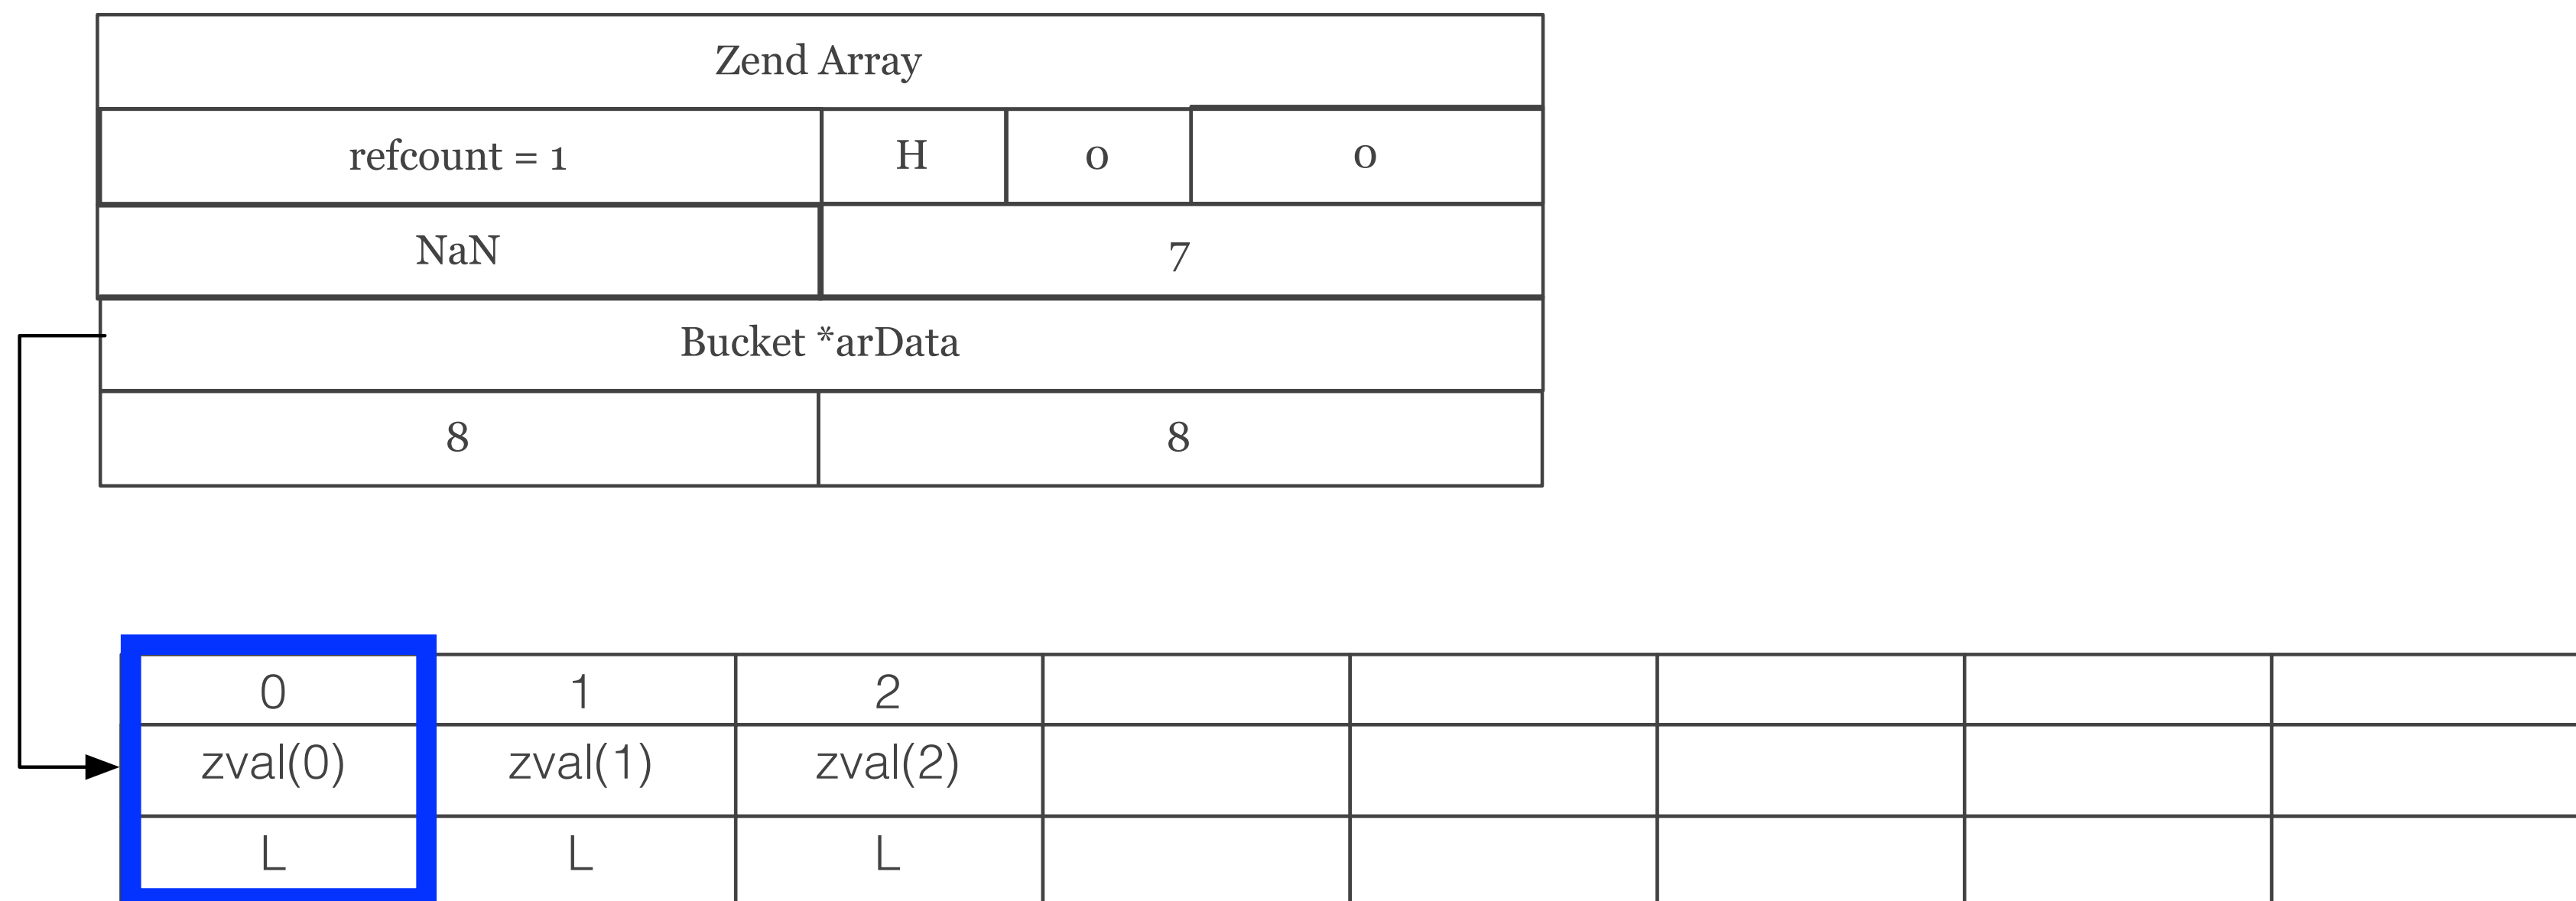 Zend Array
refcount = 1 H 0 0
NaN 7
Bucket *arData
8 8
0 1 2
zval(0) zval(1) zval(2)
L L L